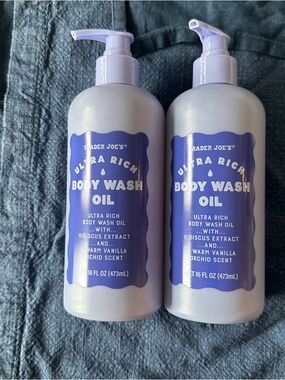 TRADER JOE'S®
ULTRA RICH
BODY WASH
OIL
ULTRA RICH
BODY WASH OIL
...WITH...
HIBISCUS EXTRACT
...AND...
WARM VANILLA
ORCHID SCENT
16 FL OZ (473mL)
TRADER JOE'S®
ULTRA RICH
BODY WASH
OIL
ULTRA RICH
BODY WASH OIL
...WITH...
HIBISCUS EXTRACT
...AND...
WARM VANILLA
ORCHID SCENT
16 FL OZ (473mL)